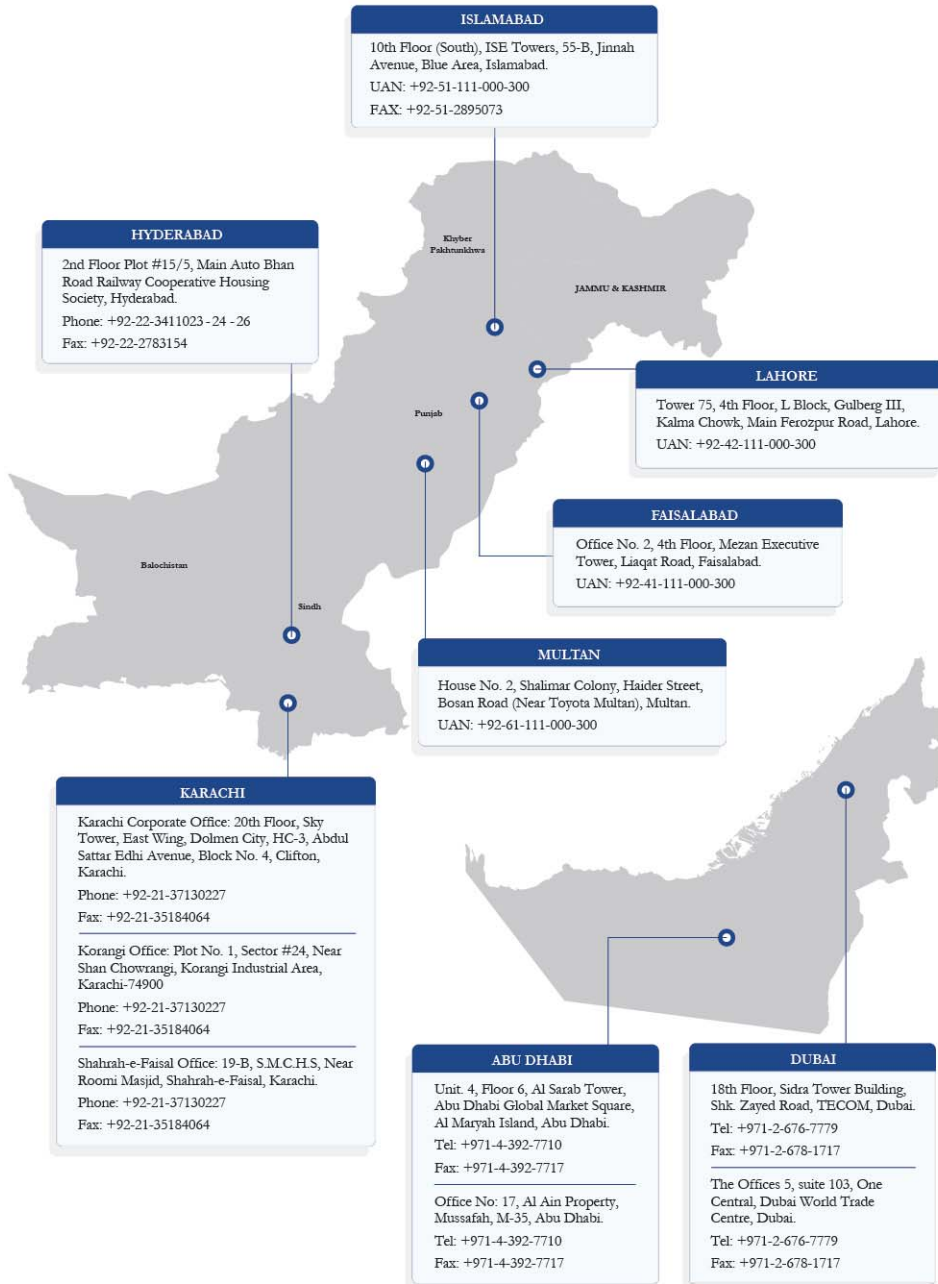 ISLAMABAD
10th Floor (South), ISE Towers, 55-B, Jinnah
Avenue, Blue Area, Islamabad.
UAN: +92-51-111-000-300
FAX: +92-51-2895073
Khyber
Pakhtunkhwa
JAMMU & KASHMIR
HYDERABAD
2nd Floor Plot #15/5, Main Auto Bhan
Road Railway Cooperative Housing
Society, Hyderabad.
Phone: +92-22-3411023 - 24 - 26
Fax: +92-22-2783154
LAHORE
Tower 75, 4th Floor, L Block, Gulberg III,
Kalma Chowk, Main Ferozpur Road, Lahore.
UAN: +92-42-111-000-300
Punjab
FAISALABAD
Office No. 2, 4th Floor, Mezan Executive
Tower, Liaqat Road, Faisalabad.
UAN: +92-41-111-000-300
Balochistan
Sindh
MULTAN
House No. 2, Shalimar Colony, Haider Street,
Bosan Road (Near Toyota Multan), Multan.
UAN: +92-61-111-000-300
KARACHI
Karachi Corporate Office: 20th Floor, Sky
Tower, East Wing, Dolmen City, HC-3, Abdul
Sattar Edhi Avenue, Block No. 4, Clifton,
Karachi.
Phone: +92-21-37130227
Fax: +92-21-35184064
Korangi Office: Plot No. 1, Sector #24, Near
Shan Chowrangi, Korangi Industrial Area,
Karachi-74900
Phone: +92-21-37130227
Fax: +92-21-35184064
Shahrah-e-Faisal Office: 19-B, S.M.C.H.S, Near
Roomi Masjid, Shahrah-e-Faisal, Karachi.
Phone: +92-21-37130227
Fax: +92-21-35184064
ABU DHABI
Unit. 4, Floor 6, Al Sarab Tower,
Abu Dhabi Global Market Square,
Al Maryah Island, Abu Dhabi.
Tel: +971-4-392-7710
Fax: +971-4-392-7717
Office No: 17, Al Ain Property,
Mussafah, M-35, Abu Dhabi.
Tel: +971-4-392-7710
Fax: +971-4-392-7717
DUBAI
18th Floor, Sidra Tower Building,
Shk. Zayed Road, TECOM, Dubai.
Tel: +971-2-676-7779
Fax: +971-2-678-1717
The Offices 5, suite 103, One
Central, Dubai World Trade
Centre, Dubai.
Tel: +971-2-676-7779
Fax: +971-2-678-1717